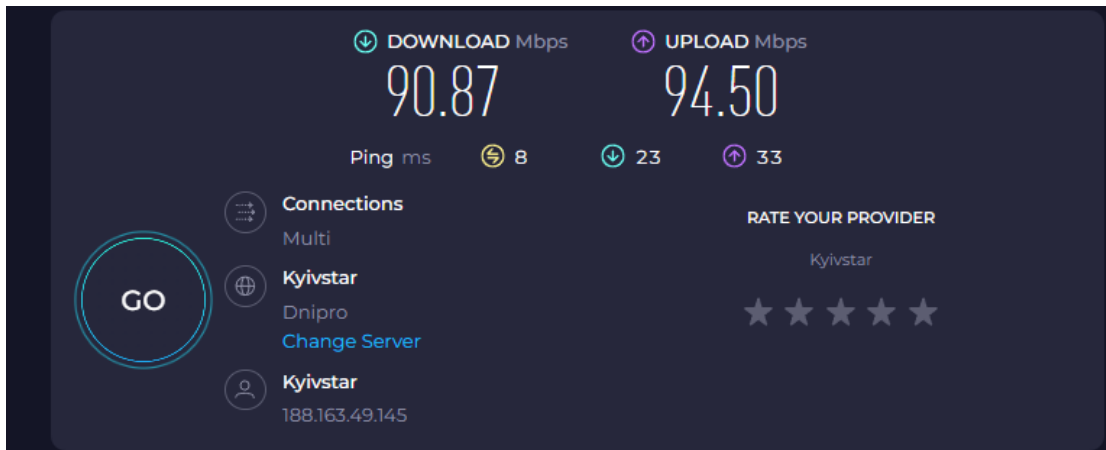 DOWNLOAD Mbps
UPLOAD Mbps
90.87
94.50
Ping ms 8 23 33
Connections
Multi
Kyivstar
Dnipro
Change Server
Kyivstar
188.163.49.145
GO
RATE YOUR PROVIDER
Kyivstar